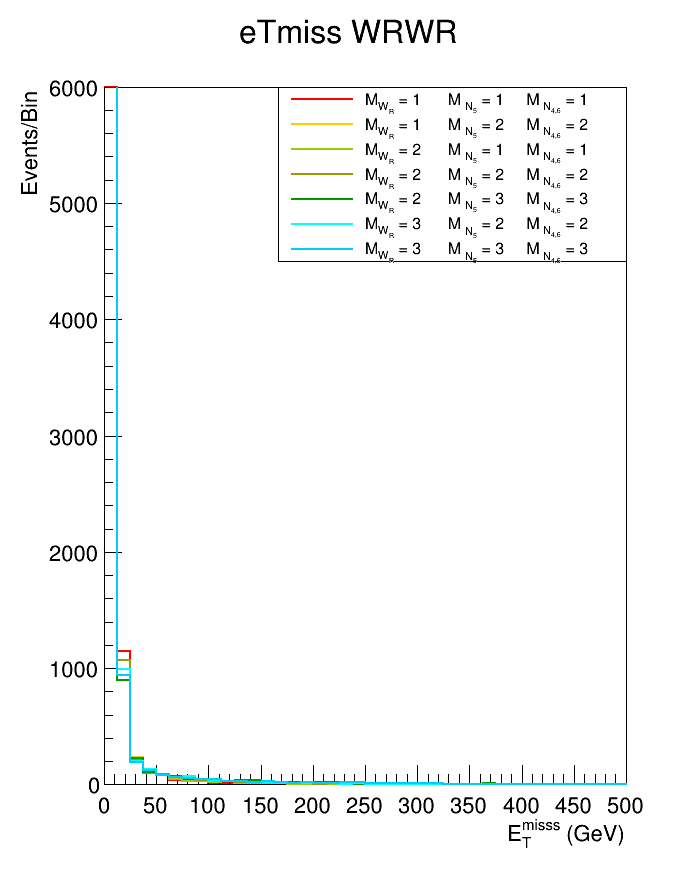 eTmiss WRWR
Events/Bin
6000
5000
4000
3000
2000
1000
0
M_{W_R} = 1 M_{N_5} = 1 M_{N_{4,6}} = 1
M_{W_R} = 1 M_{N_5} = 2 M_{N_{4,6}} = 2
M_{W_R} = 2 M_{N_5} = 1 M_{N_{4,6}} = 1
M_{W_R} = 2 M_{N_5} = 2 M_{N_{4,6}} = 2
M_{W_R} = 2 M_{N_5} = 3 M_{N_{4,6}} = 3
M_{W_R} = 3 M_{N_5} = 2 M_{N_{4,6}} = 2
M_{W_R} = 3 M_{N_5} = 3 M_{N_{4,6}} = 3
0 50 100 150 200 250 300 350 400 450 500
E_T^{misss} (GeV)